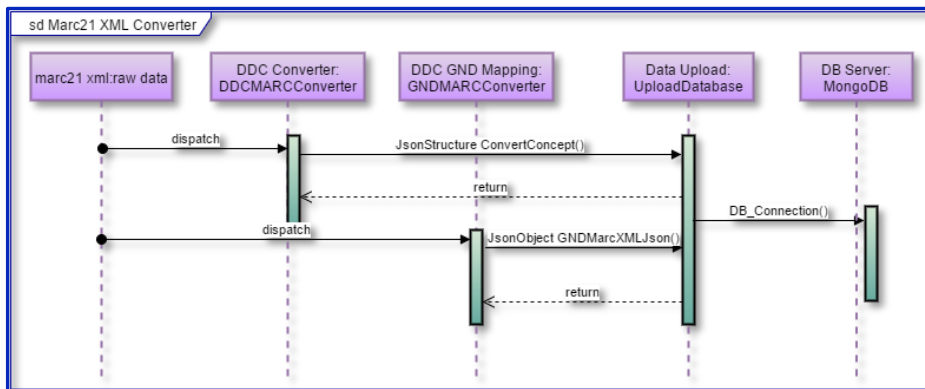 sd Marc21 XML Converter
marc21 xml:raw data
DDC Converter:
DDCMARCConverter
DDC GND Mapping:
GNDMARCConverter
Data Upload:
UploadDatabase
DB Server:
MongoDB
dispatch
JsonStructure ConvertConcept()
return
DB_Connection()
dispatch
JsonObject GNDMarcXMLJson()
return